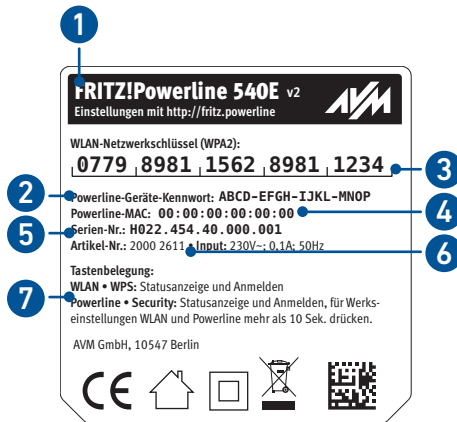 1
FRITZ!Powerline 540E v2
Einstellungen mit http://fritz.powerline
AVM
WLAN-Netzwerkschlüssel (WPA2):
0779 8981 1562 8981 1234
3
2
Powerline-Geräte-Kennwort: ABCD-EFGH-IJKL-MNOP
Powerline-MAC: 00:00:00:00:00:00
4
5
Serien-Nr.: H022.454.40.000.001
Artikel-Nr.: 2000 2611 • Input: 230V~; 0,1A; 50Hz
6
Tastenbelegung:
7
WLAN • WPS: Statusanzeige und Anmelden
Powerline • Security: Statusanzeige und Anmelden, für Werks-
einstellungen WLAN und Powerline mehr als 10 Sek. drücken.
AVM GmbH, 10547 Berlin
CE